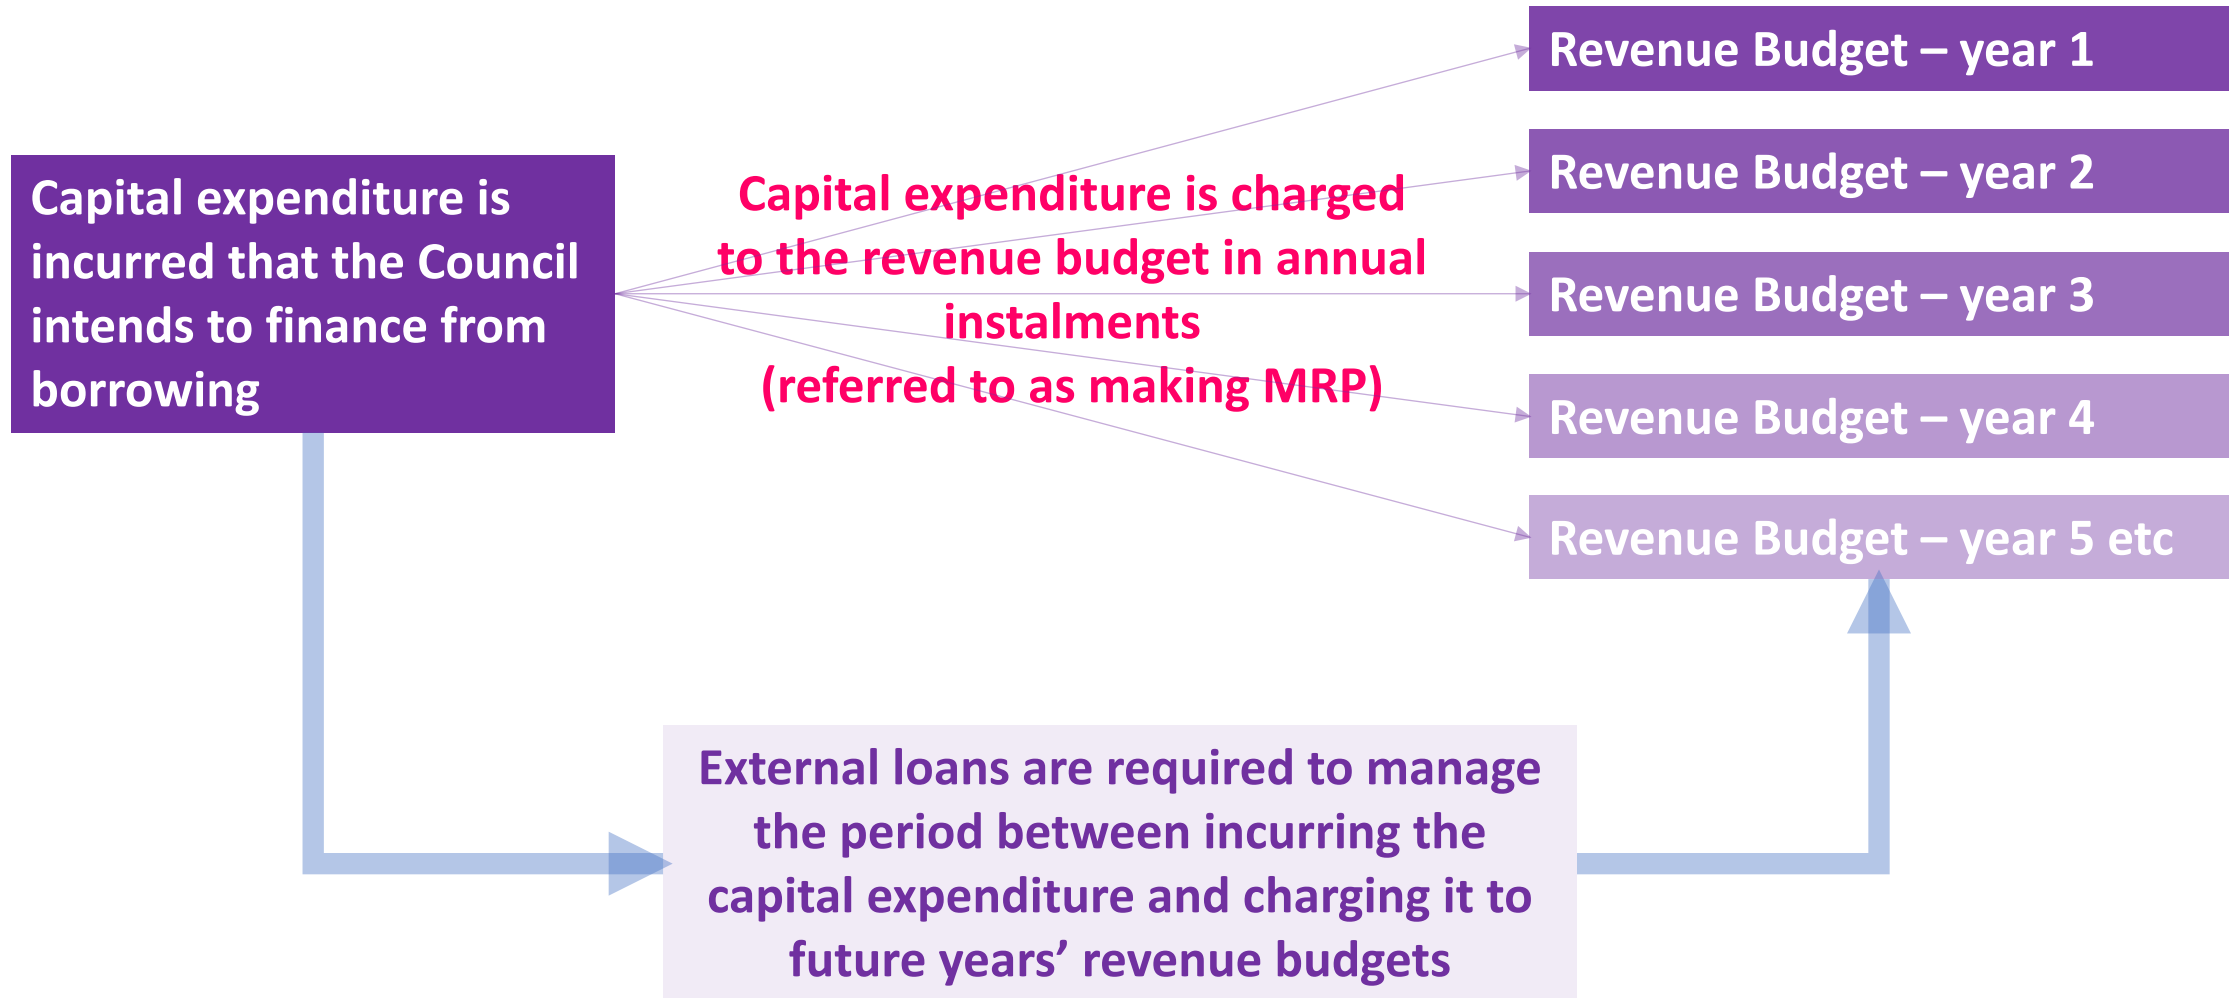 Capital expenditure is
incurred that the Council
intends to finance from
borrowing
Capital expenditure is charged
to the revenue budget in annual
instalments
(referred to as making MRP)
Revenue Budget – year 1
Revenue Budget – year 2
Revenue Budget – year 3
Revenue Budget – year 4
Revenue Budget – year 5 etc
External loans are required to manage
the period between incurring the
capital expenditure and charging it to
future years’ revenue budgets